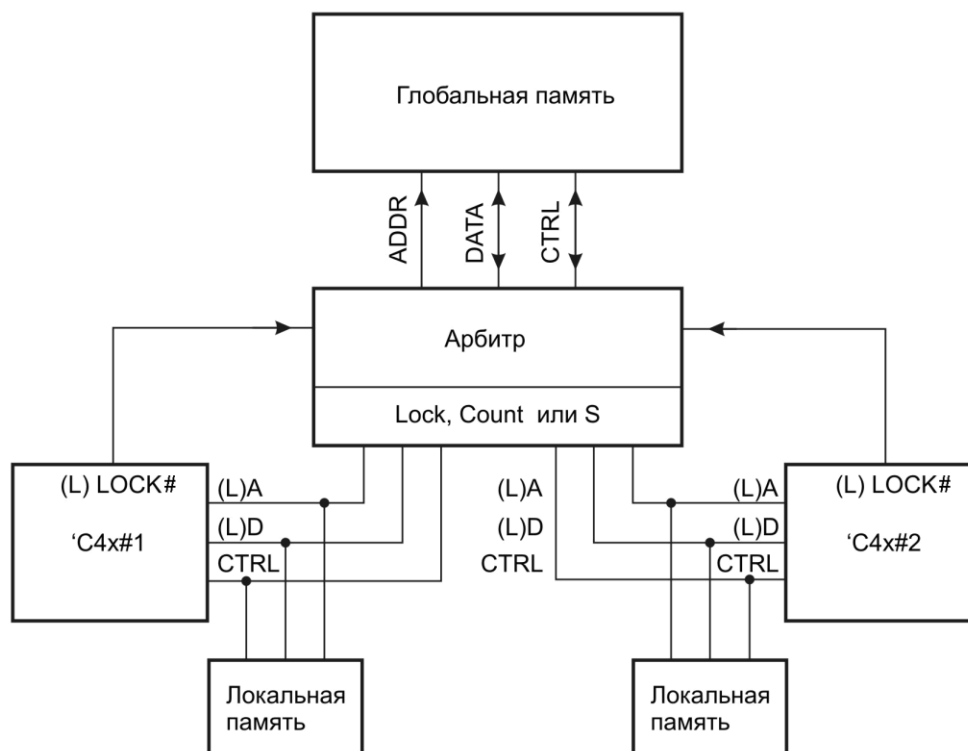 Глобальная память
ADDR
DATA
CTRL
Арбитр
Lock, Count или S
(L) LOCK#
‘C4x#1
(L)A
(L)D
CTRL
(L)A
(L)D
CTRL
(L)A
(L)D
CTRL
(L) LOCK#
‘C4x#2
Локальная
память
Локальная
память